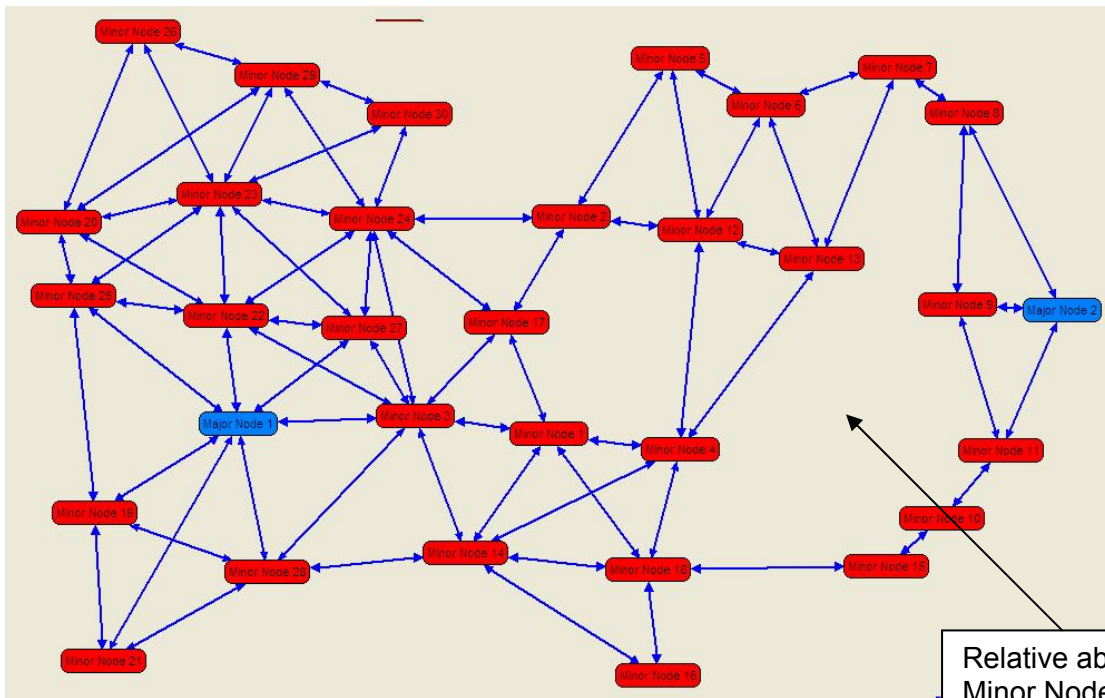 Minor Node 26
Minor Node 29
Minor Node 30
Minor Node 5
Minor Node 7
Minor Node 6
Minor Node 8
Minor Node 23
Minor Node 20
Minor Node 24
Minor Node 2
Minor Node 12
Minor Node 13
Minor Node 25
Minor Node 22
Minor Node 27
Minor Node 17
Minor Node 9
Major Node 2
Major Node 1
Minor Node 3
Minor Node 1
Minor Node 4
Minor Node 11
Minor Node 19
Minor Node 10
Minor Node 14
Minor Node 28
Minor Node 18
Minor Node 15
Minor Node 21
Minor Node 16
Relative ab
Minor Node